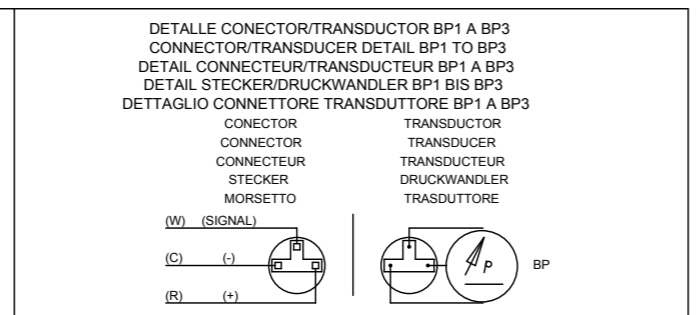 DETALLE CONECTOR/TRANSDUCTOR BP1 A BP3
CONNECTOR/TRANSDUCER DETAIL BP1 TO BP3
DETAIL CONNECTEUR/TRANSDUCTEUR BP1 A BP3
DETAIL STECKER/DRUCKWANDLER BP1 BIS BP3
DETTAGLIO CONNETTORE TRANSDUTTORE BP1 A BP3
CONECTOR TRANSDUCTOR
CONNECTOR TRANSDUCER
CONNECTEUR TRANSDUCTEUR
STECKER DRUCKWANDLER
MORSETTO TRASDUTTORE
(W) (SIGNAL)
(C) (-)
P BP
(R) (+)